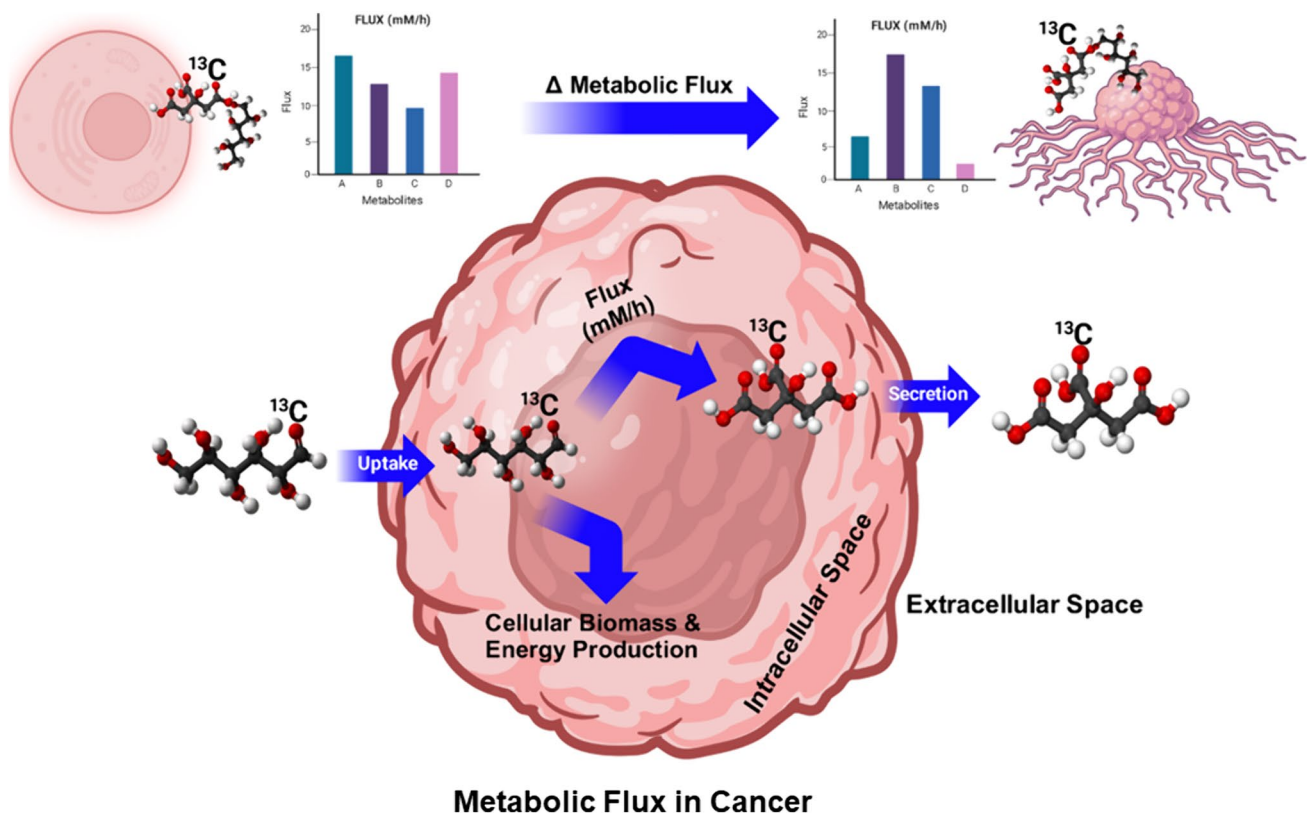 ¹³C
FLUX (mM/h)
20
15
10
5
0
Flux
A B C D
Metabolites
Δ Metabolic Flux
FLUX (mM/h)
20
15
10
5
0
Flux
A B C D
Metabolites
¹³C
Flux
(mM/h)
¹³C
Uptake
¹³C
¹³C
Secretion
¹³C
Cellular Biomass &
Energy Production
Intracellular Space
Extracellular Space
Metabolic Flux in Cancer